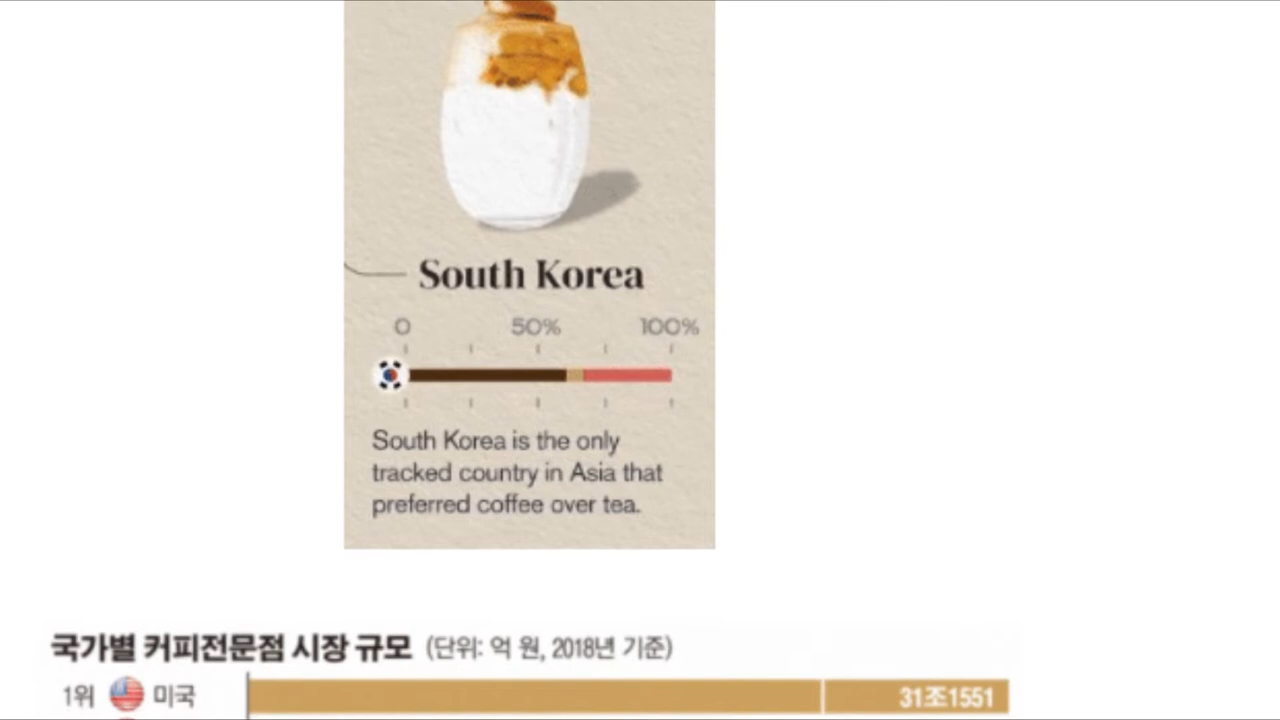 South Korea
0 50% 100%
South Korea is the only
tracked country in Asia that
preferred coffee over tea.
국가별 커피전문점 시장 규모 (단위: 억 원, 2018년 기준)
1위 미국 31조1551